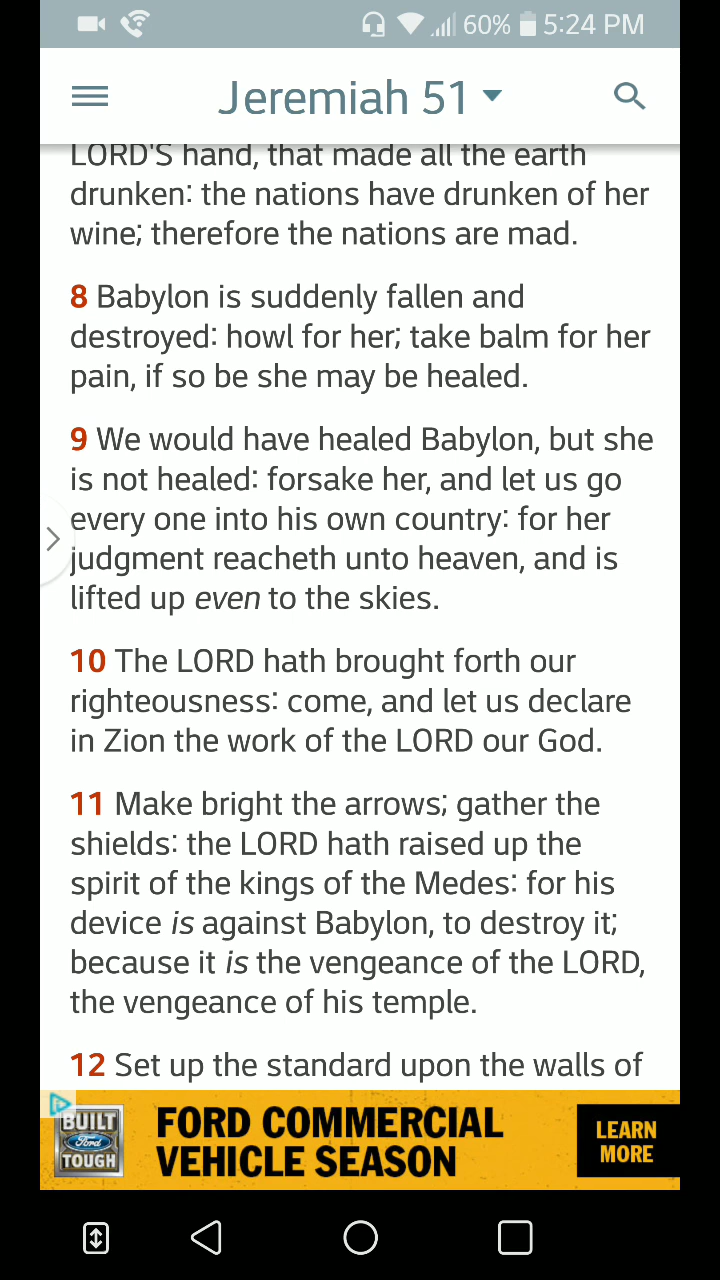 60% 5:24 PM
Jeremiah 51
LORD'S hand, that made all the earth
drunken: the nations have drunken of her
wine; therefore the nations are mad.
8 Babylon is suddenly fallen and
destroyed: howl for her; take balm for her
pain, if so be she may be healed.
9 We would have healed Babylon, but she
is not healed: forsake her, and let us go
every one into his own country: for her
judgment reacheth unto heaven, and is
lifted up even to the skies.
10 The LORD hath brought forth our
righteousness: come, and let us declare
in Zion the work of the LORD our God.
11 Make bright the arrows; gather the
shields: the LORD hath raised up the
spirit of the kings of the Medes: for his
device is against Babylon, to destroy it;
because it is the vengeance of the LORD,
the vengeance of his temple.
12 Set up the standard upon the walls of
BUILT
Ford
TOUGH
FORD COMMERCIAL
VEHICLE SEASON
LEARN
MORE